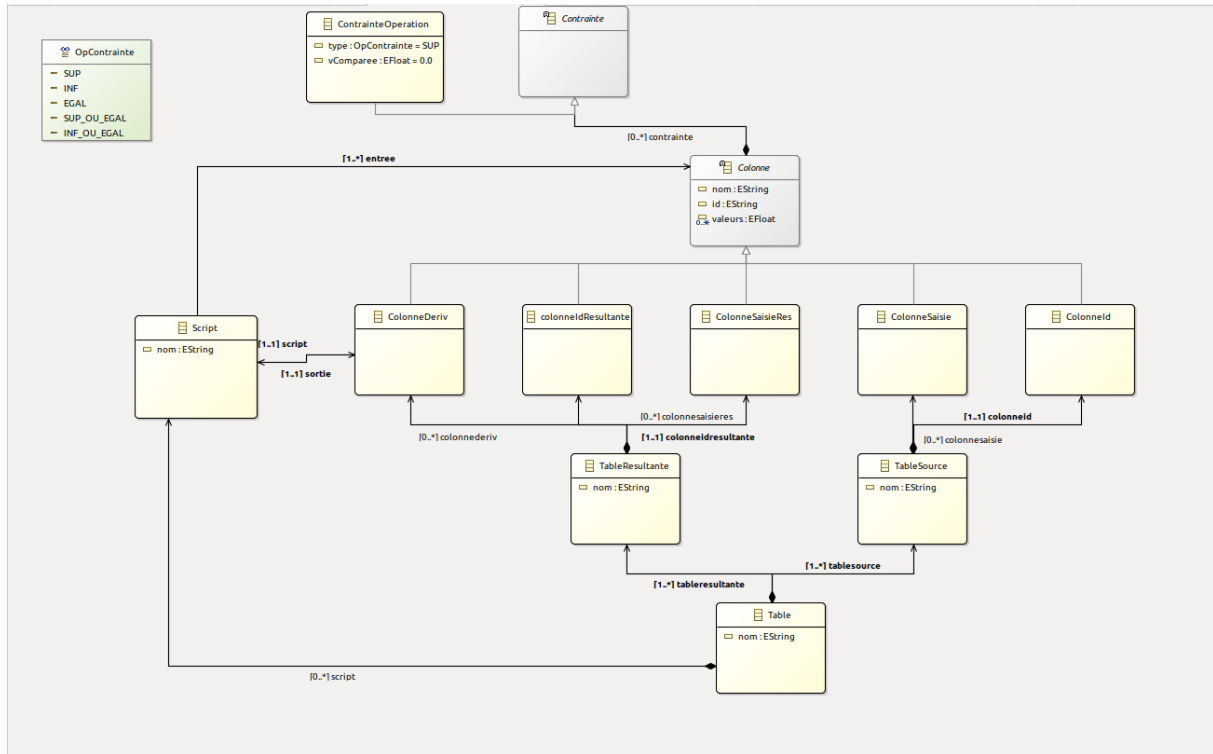 ContrainteOperation
type : OpContrainte = SUP
vComparee : EFloat = 0.0
Contrainte
OpContrainte
SUP
INF
EGAL
SUP_OU_EGAL
INF_OU_EGAL
[0..*] contrainte
[1..*] entree
Colonne
nom : EString
id : EString
valeurs : EFloat
0..*
Script
nom : EString
ColonneDeriv
colonneIdResultante
ColonneSaisieRes
ColonneSaisie
ColonneId
[1..1] script
[1..1] sortie
[0..*] colonnederiv
[0..*] colonnesaisieres
[1..1] colonneidresultante
[1..1] colonneid
[0..*] colonnesaisie
TableResultante
nom : EString
TableSource
nom : EString
[1..*] tablesource
[1..*] tableresultante
Table
nom : EString
[0..*] script